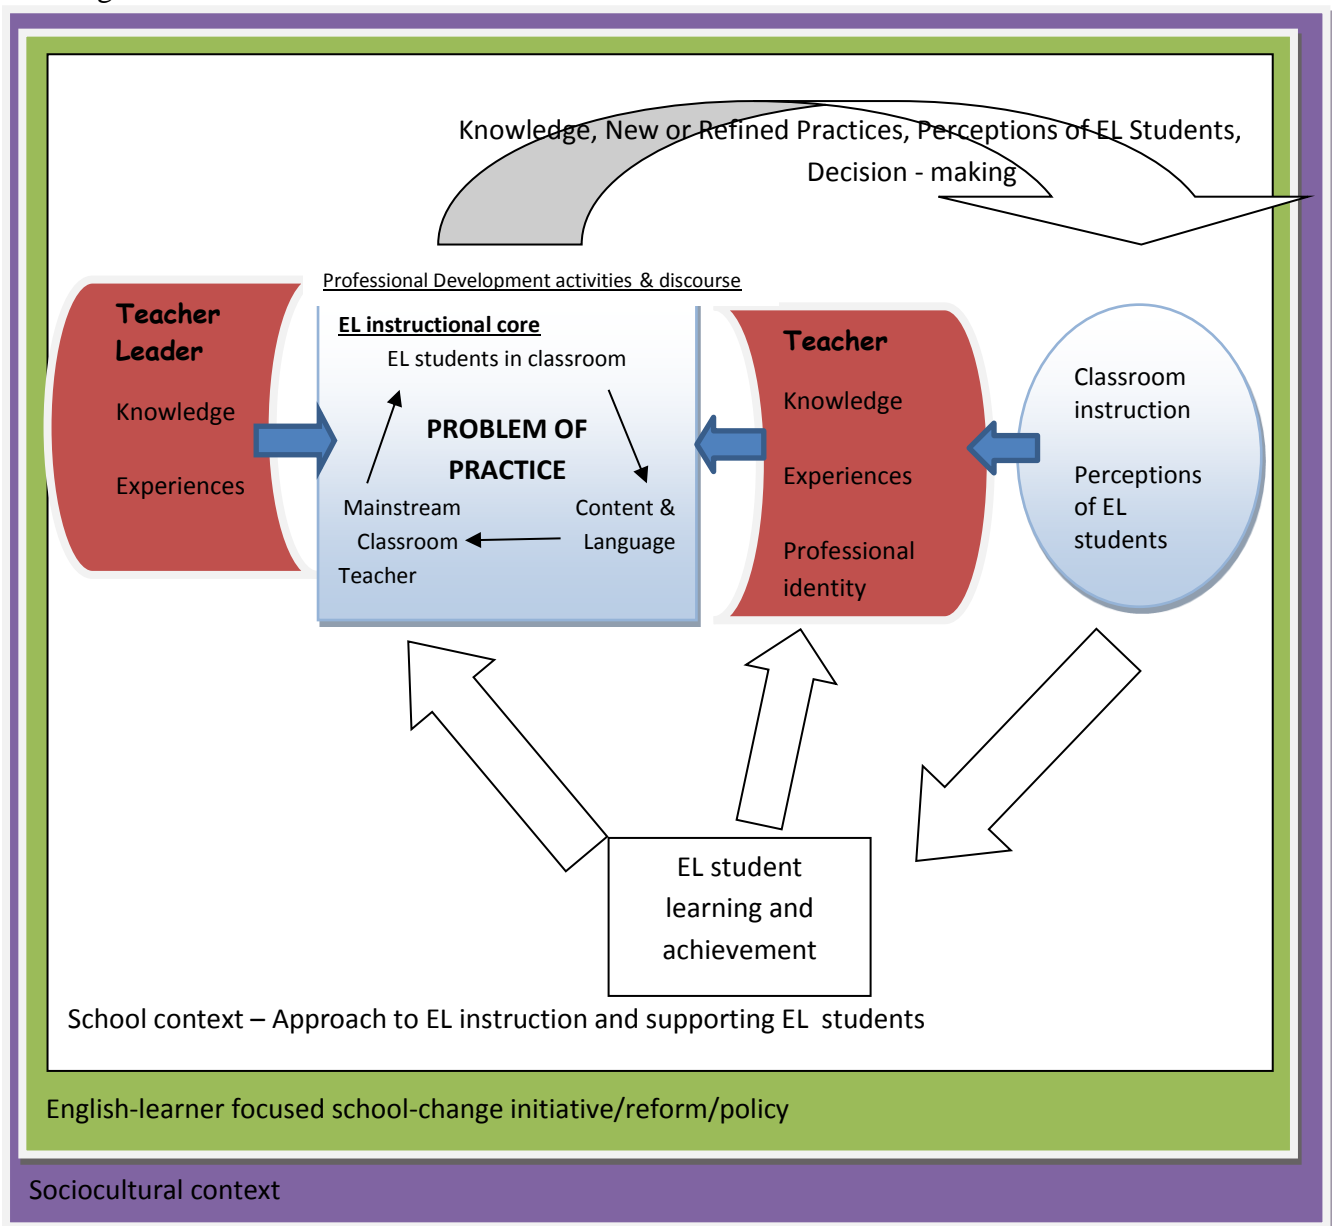 Knowledge, New or Refined Practices, Perceptions of EL Students,
Decision - making
Professional Development activities & discourse
Teacher
Leader
Knowledge
Experiences
EL instructional core
EL students in classroom
PROBLEM OF
PRACTICE
Mainstream
Classroom
Teacher
Content &
Language
Teacher
Knowledge
Experiences
Professional
identity
Classroom
instruction
Perceptions
of EL
students
EL student
learning and
achievement
School context – Approach to EL instruction and supporting EL students
English-learner focused school-change initiative/reform/policy
Sociocultural context